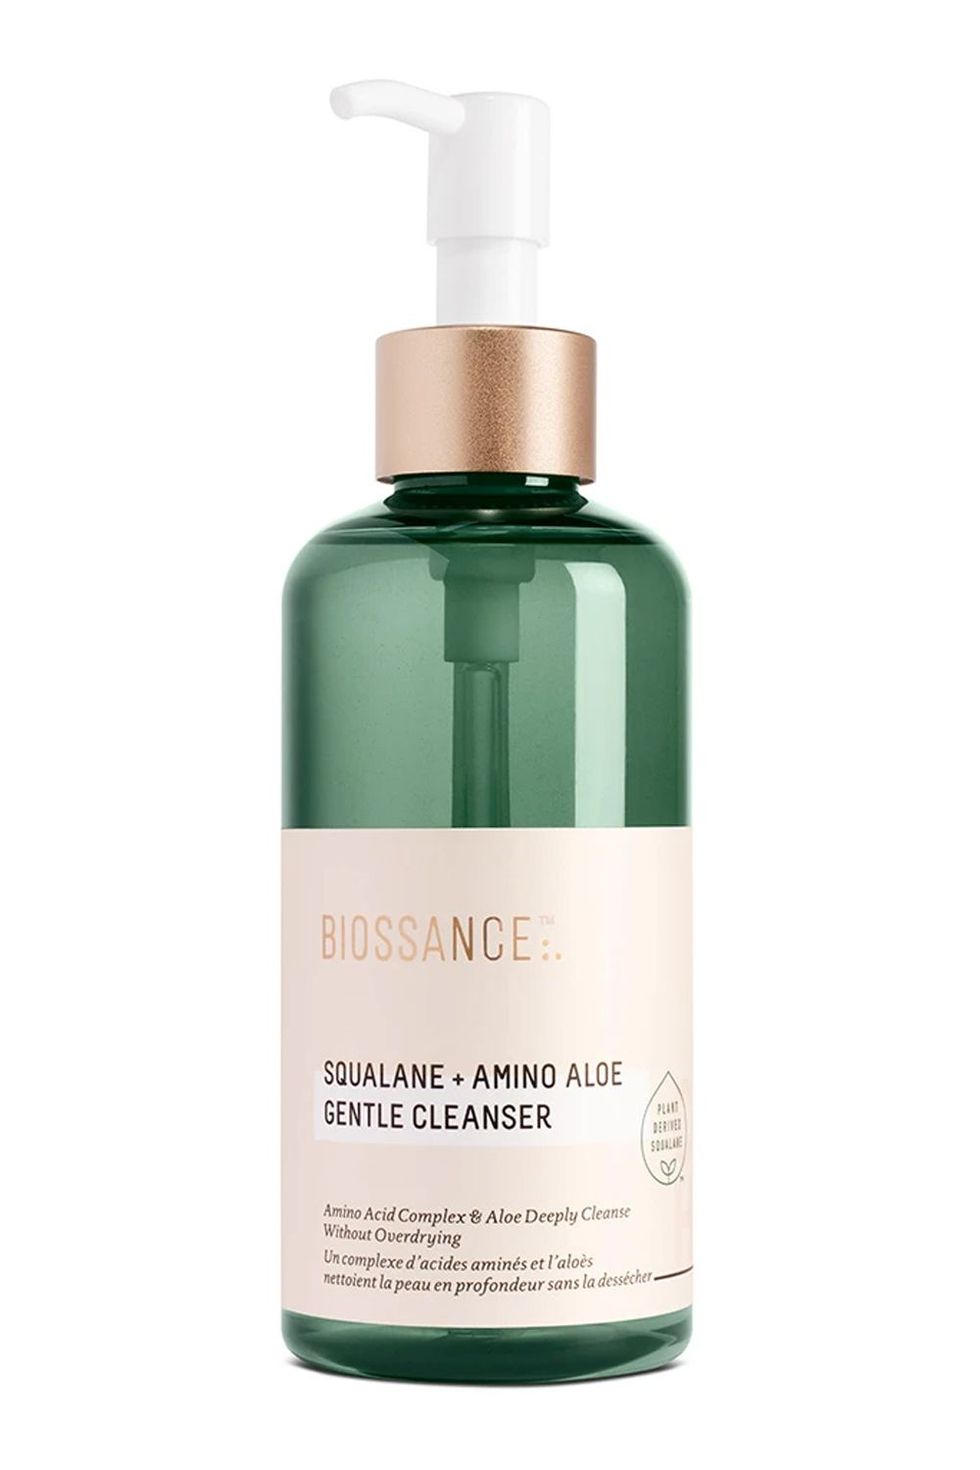 BIOSSANCE™
SQUALANE + AMINO ALOE
GENTLE CLEANSER
PLANT
DERIVED
SQUALANE
™
Amino Acid Complex & Aloe Deeply Cleanse
Without Overdrying
Un complexe d'acides aminés et l'aloès
nettoient la peau en profondeur sans la dessécher